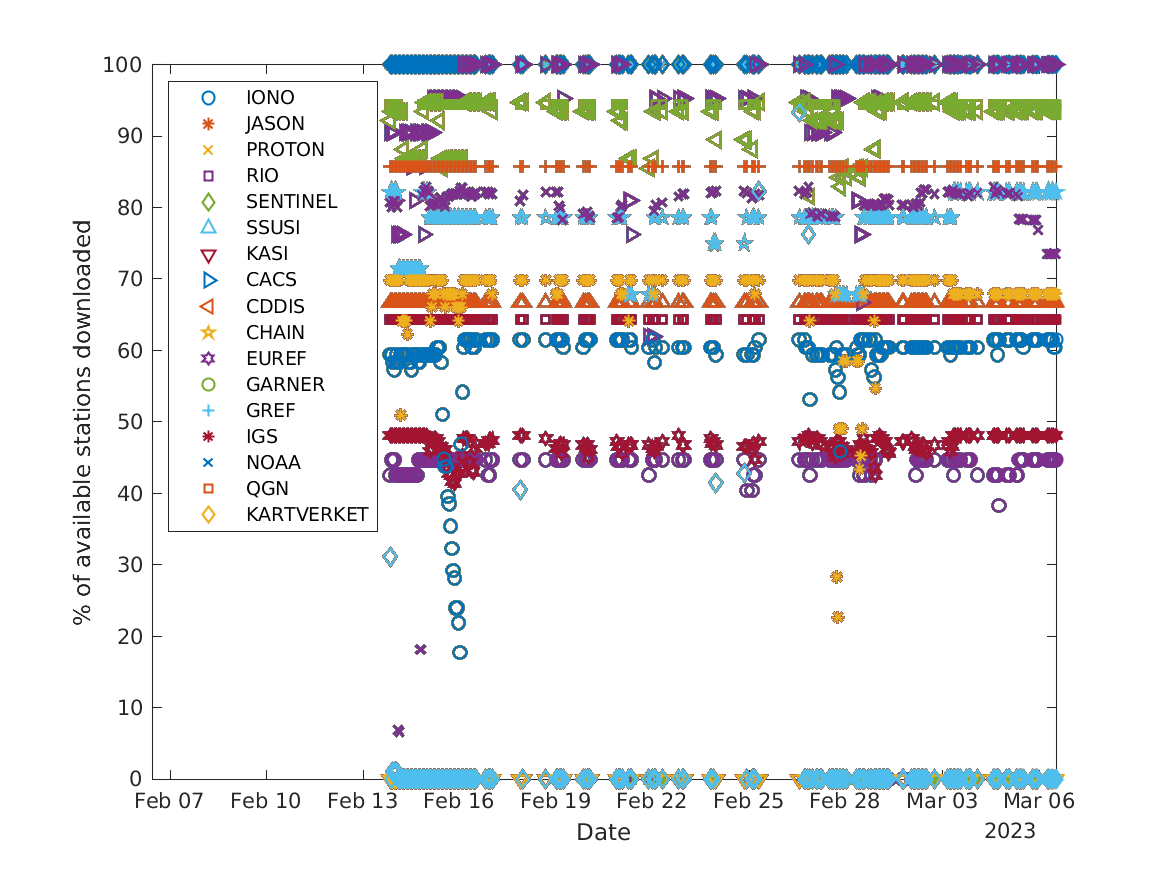 % of available stations downloaded
100
90
80
70
60
50
40
30
20
10
0
IONO
JASON
PROTON
RIO
SENTINEL
SSUSI
KASI
CACS
CDDIS
CHAIN
EUREF
GARNER
GREF
IGS
NOAA
QGN
KARTVERKET
Feb 07 Feb 10 Feb 13 Feb 16 Feb 19 Feb 22 Feb 25 Feb 28 Mar 03 Mar 06
Date
2023